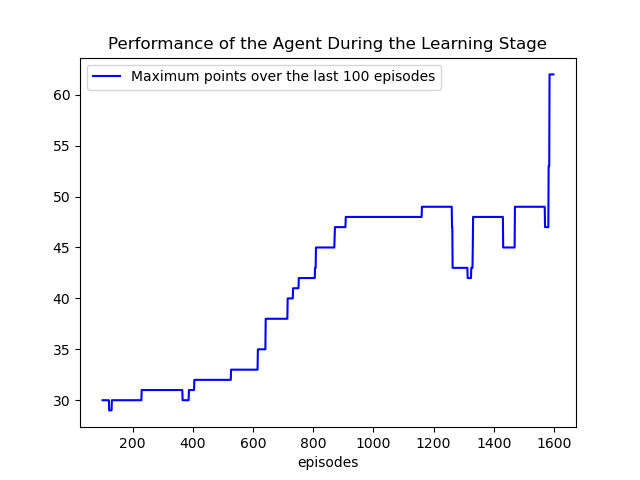 Performance of the Agent During the Learning Stage
Maximum points over the last 100 episodes
60
55
50
45
40
35
30
200 400 600 800 1000 1200 1400 1600
episodes